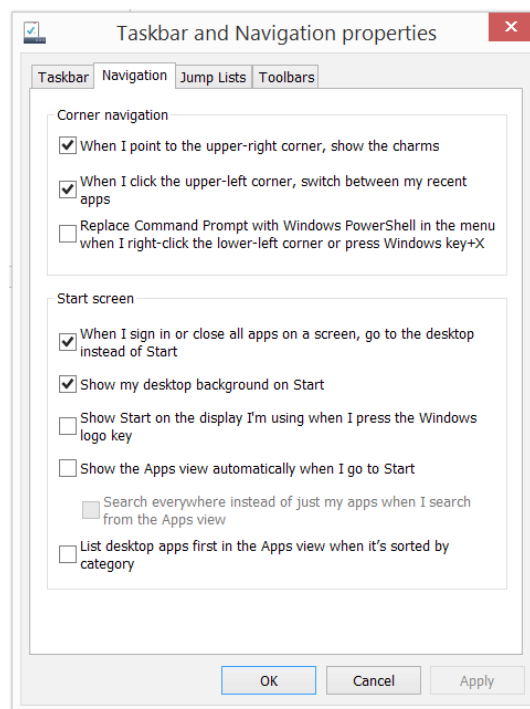 Taskbar and Navigation properties
Taskbar Navigation Jump Lists Toolbars
Corner navigation
When I point to the upper-right corner, show the charms
When I click the upper-left corner, switch between my recent
apps
Replace Command Prompt with Windows PowerShell in the menu
when I right-click the lower-left corner or press Windows key+X
Start screen
When I sign in or close all apps on a screen, go to the desktop
instead of Start
Show my desktop background on Start
Show Start on the display I'm using when I press the Windows
logo key
Show the Apps view automatically when I go to Start
Search everywhere instead of just my apps when I search
from the Apps view
List desktop apps first in the Apps view when it's sorted by
category
OK Cancel Apply